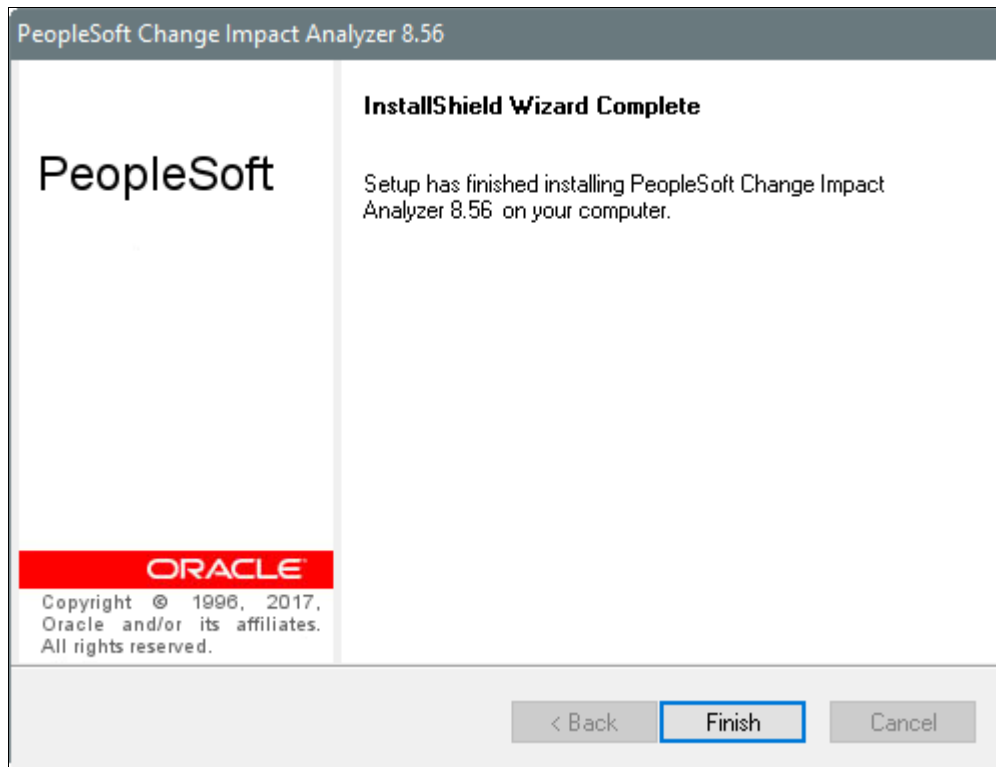 PeopleSoft Change Impact Analyzer 8.56
PeopleSoft
InstallShield Wizard Complete
Setup has finished installing PeopleSoft Change Impact
Analyzer 8.56 on your computer.
ORACLE
Copyright © 1996, 2017,
Oracle and/or its affiliates.
All rights reserved.
< Back
Finish
Cancel